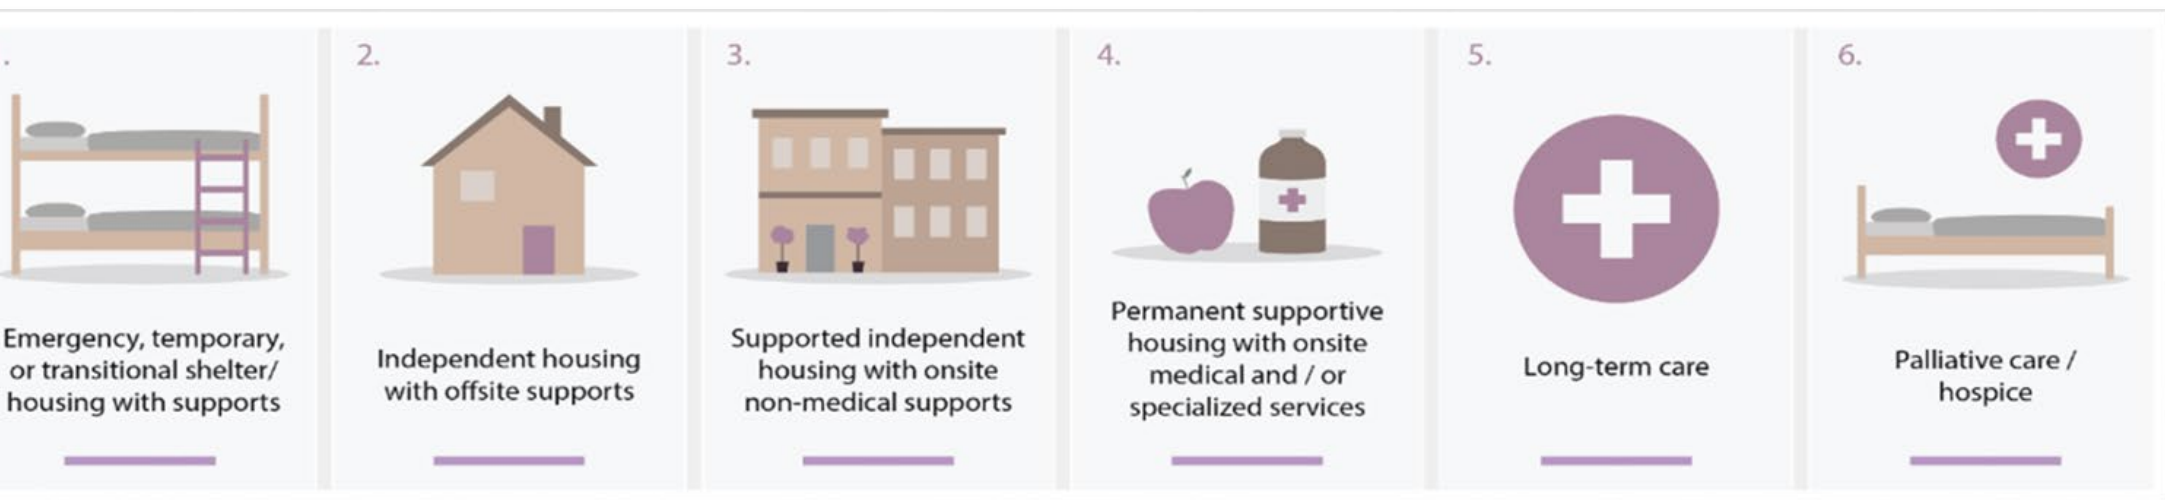 .
Emergency, temporary,
or transitional shelter/
housing with supports
2.
Independent housing
with offsite supports
3.
Supported independent
housing with onsite
non-medical supports
4.
Permanent supportive
housing with onsite
medical and / or
specialized services
5.
Long-term care
6.
Palliative care /
hospice